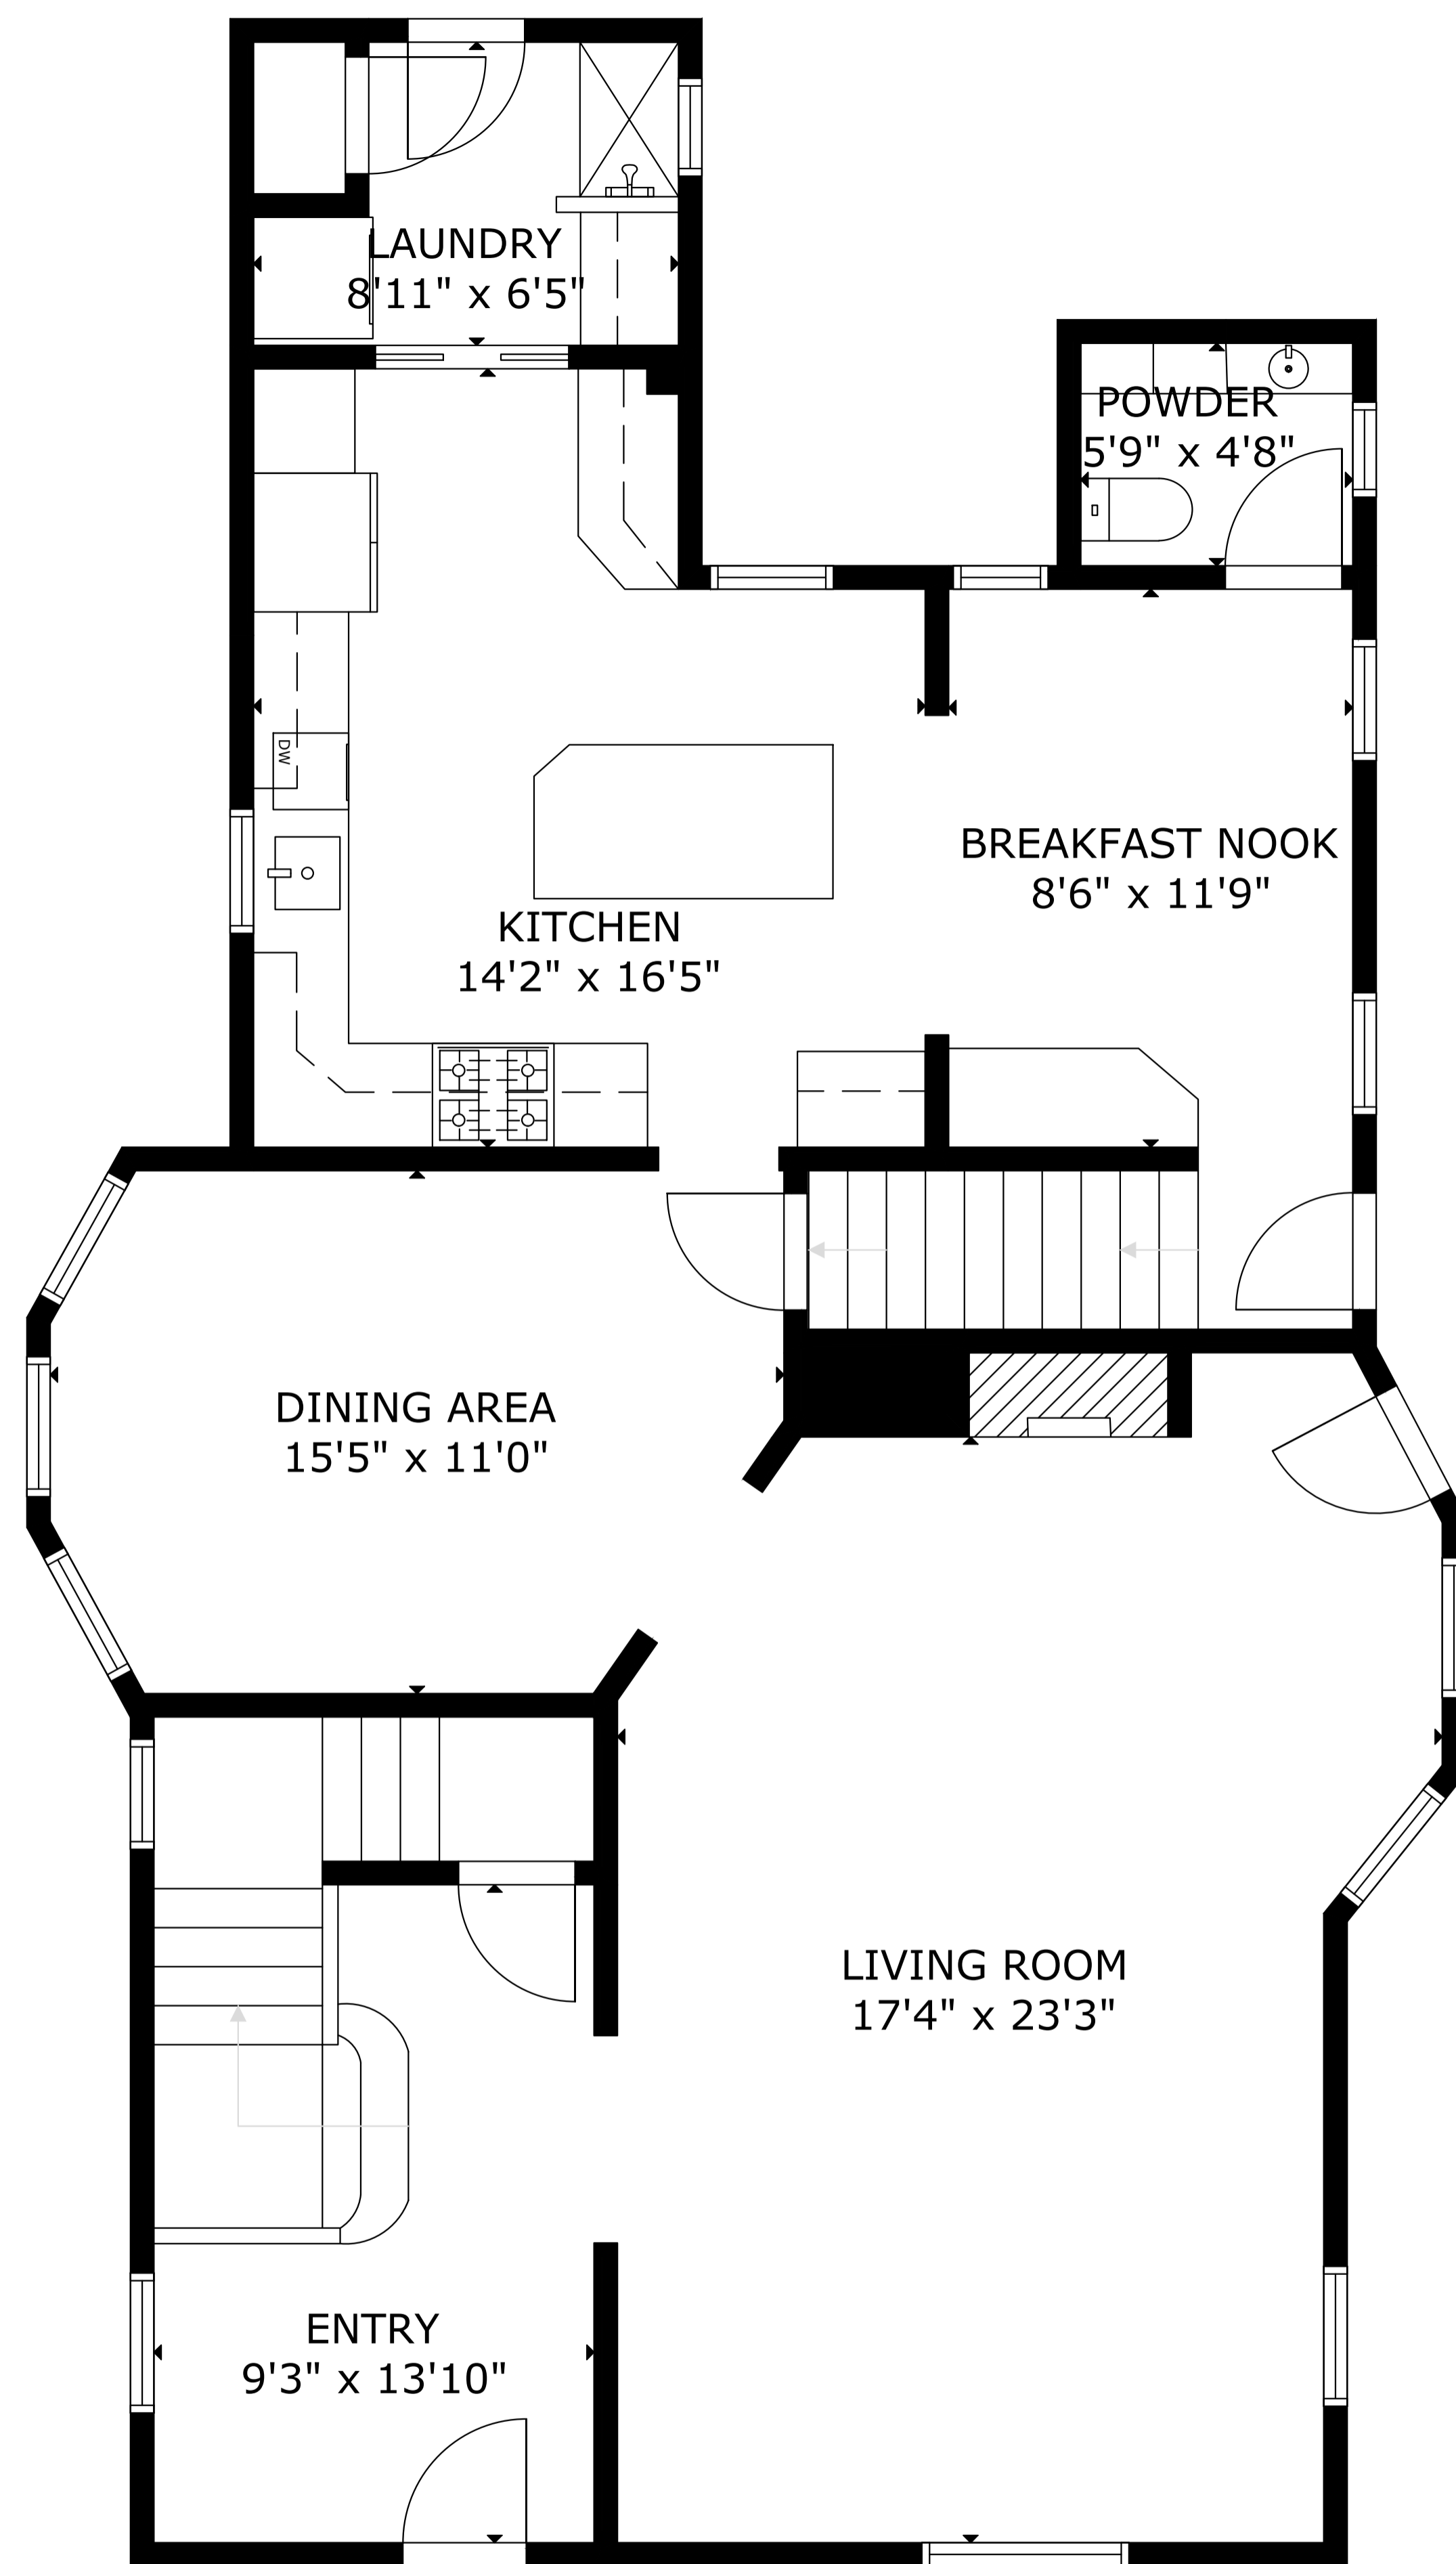 LAUNDRY
8'11" x 6'5"
POWDER
5'9" x 4'8"
DW
BREAKFAST NOOK
8'6" x 11'9"
KITCHEN
14'2" x 16'5"
DINING AREA
15'5" x 11'0"
LIVING ROOM
17'4" x 23'3"
ENTRY
9'3" x 13'10"